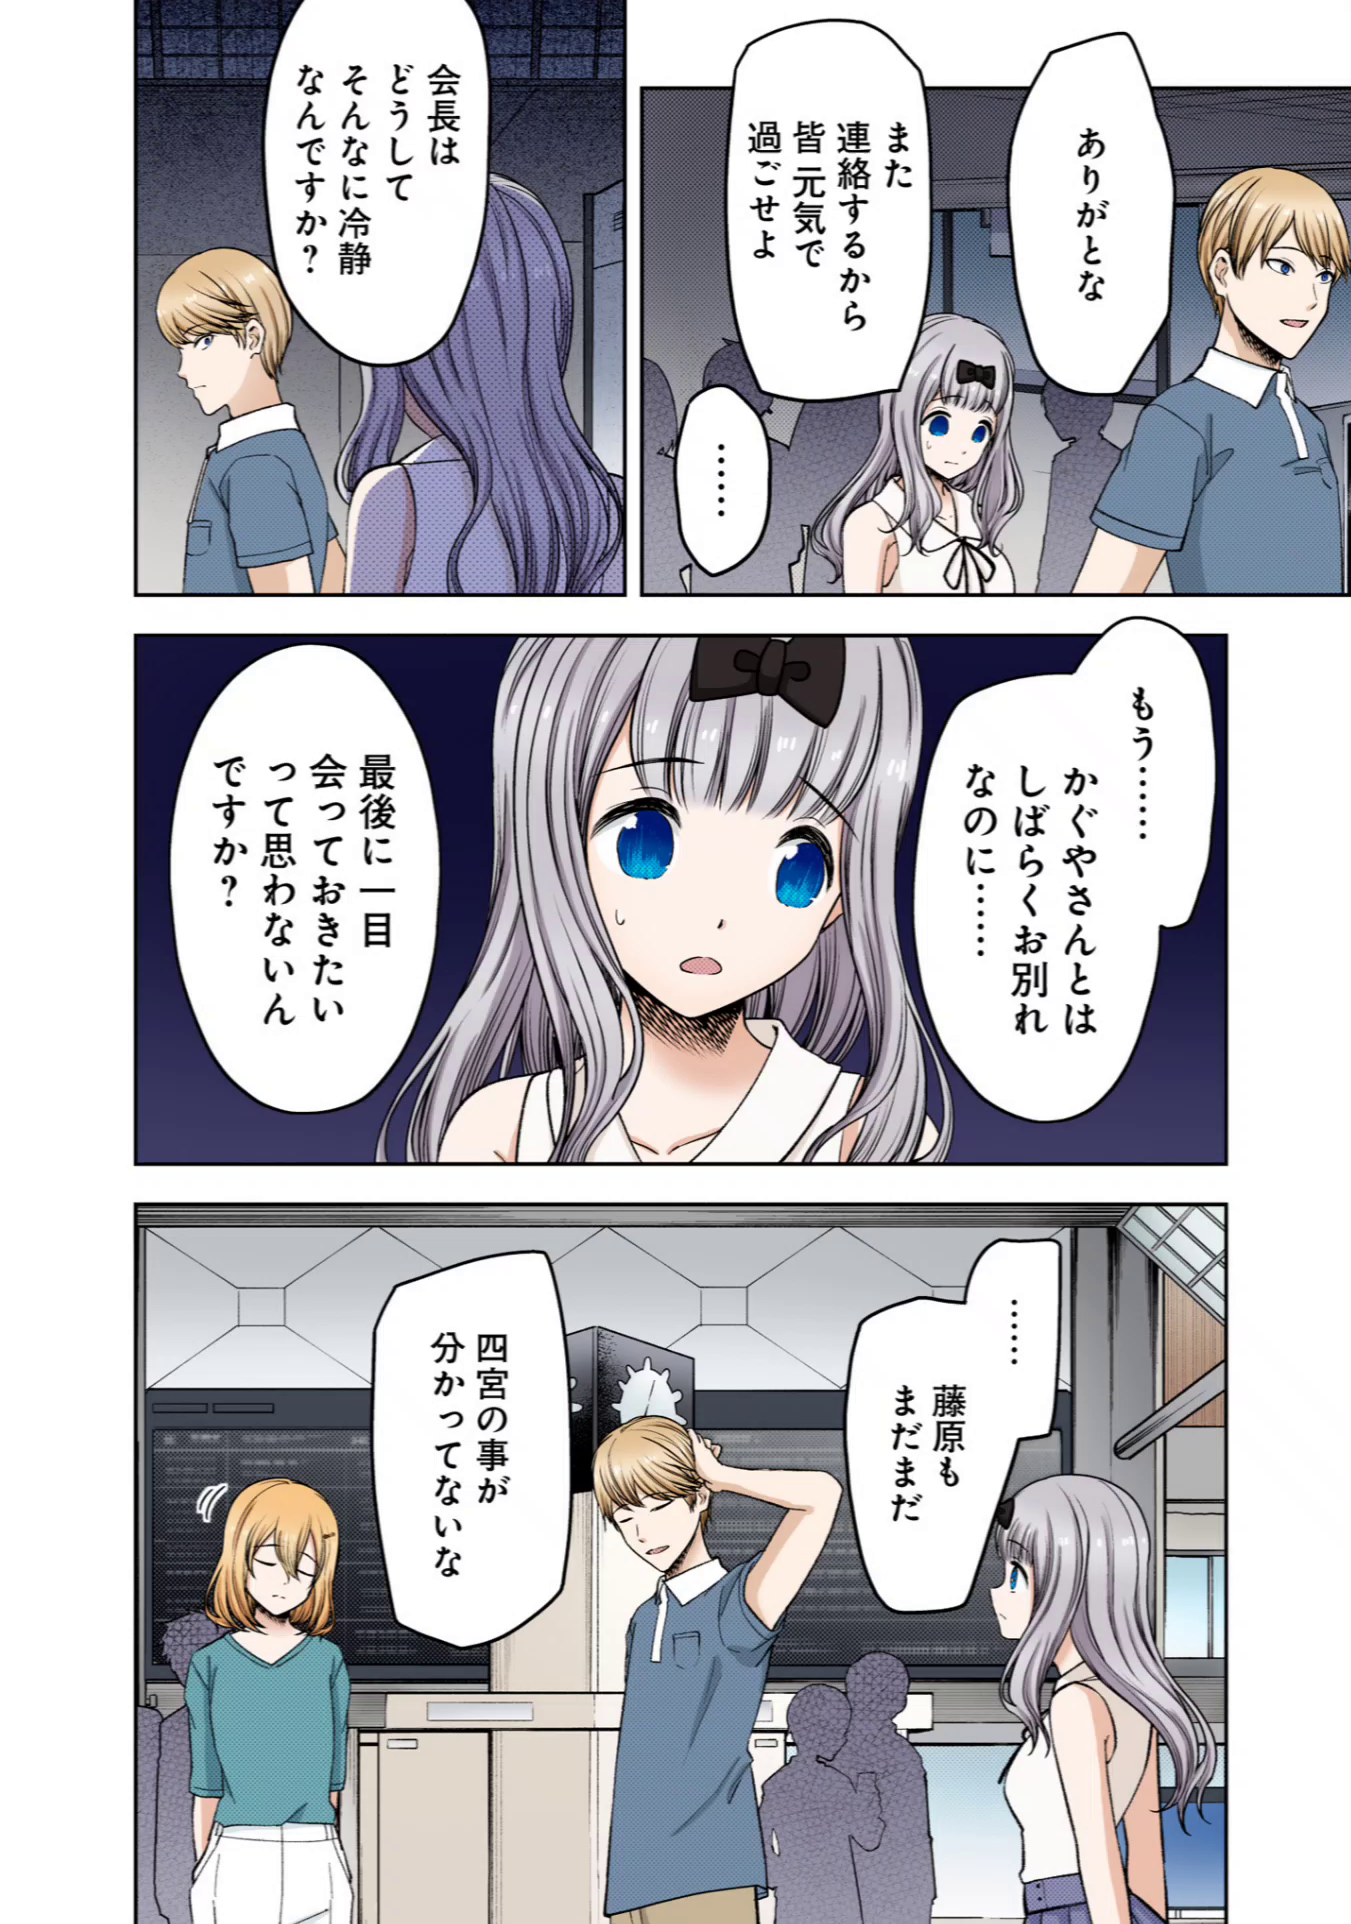 ありがとな
また
連絡するから
皆 元気で
過ごせよ
……
会長は
どうして
そんなに冷静
なんですか？
もう……
かぐやさんとは
しばらくお別れ
なのに……
最後に一目
会っておきたい
って思わないん
ですか？
……
藤原も
まだまだ
四宮の事が
分かってないな